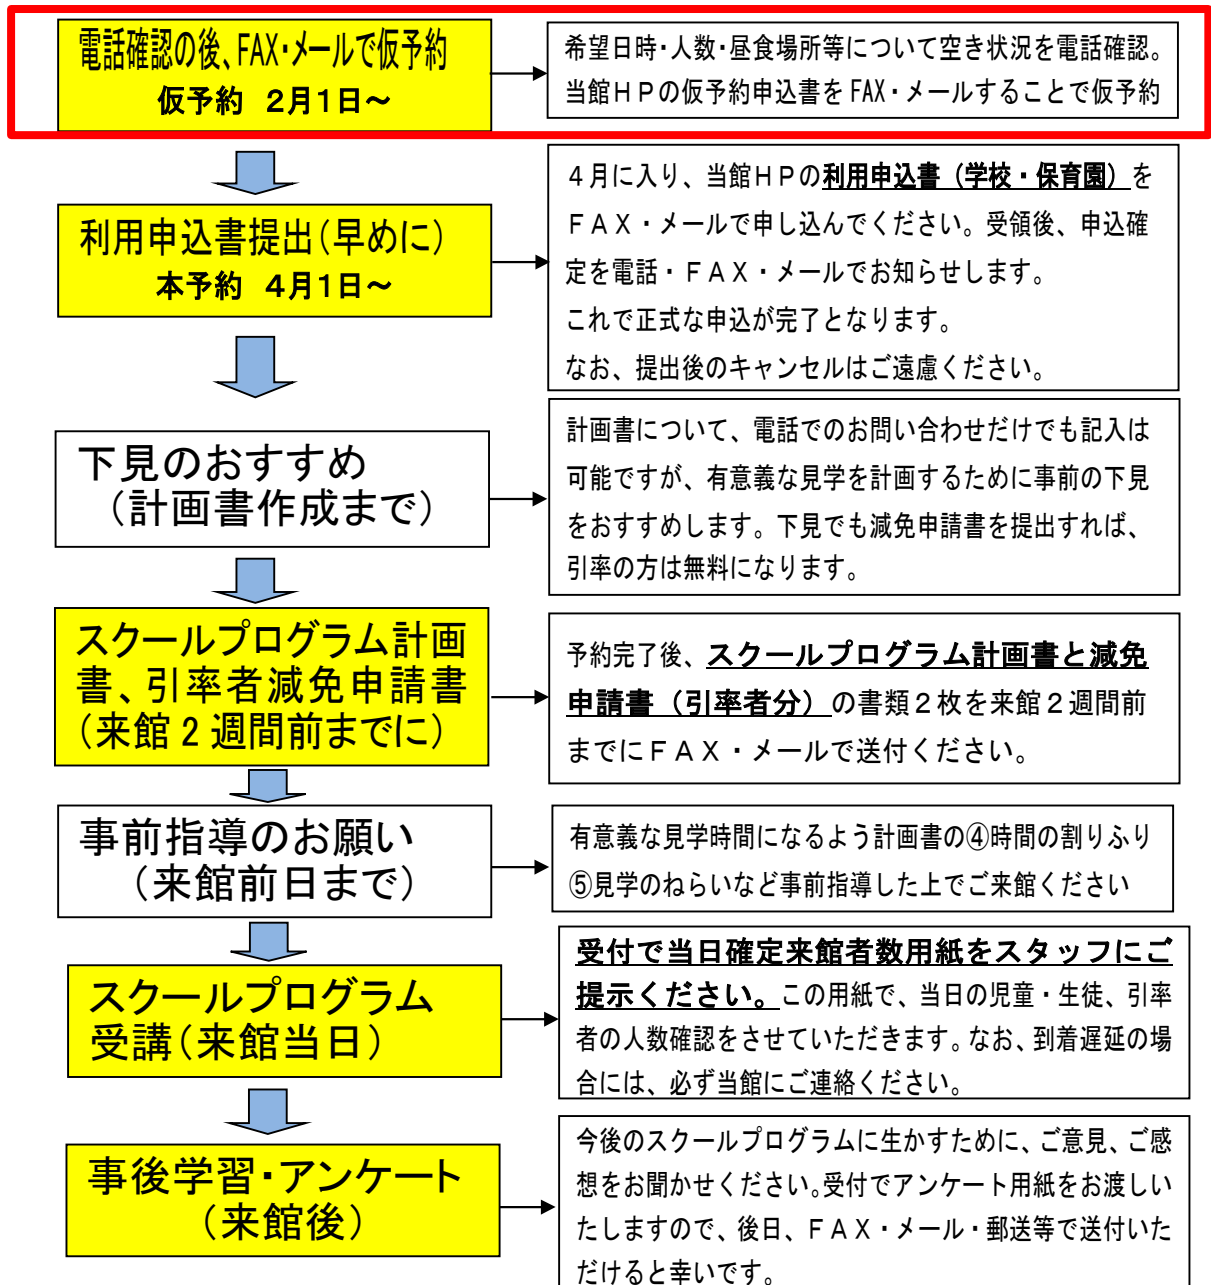 電話確認の後、FAX・メールで仮予約
仮予約　2月1日～
希望日時・人数・昼食場所等について空き状況を電話確認。
当館ＨＰの仮予約申込書を FAX・メールすることで仮予約
利用申込書提出（早めに）
本予約　4月1日～
４月に入り、当館ＨＰの利用申込書（学校・保育園）を
ＦＡＸ・メールで申し込んでください。受領後、申込確
定を電話・ＦＡＸ・メールでお知らせします。
これで正式な申込が完了となります。
なお、提出後のキャンセルはご遠慮ください。
下見のおすすめ
（計画書作成まで）
計画書について、電話でのお問い合わせだけでも記入は
可能ですが、有意義な見学を計画するために事前の下見
をおすすめします。下見でも減免申請書を提出すれば、
引率の方は無料になります。
スクールプログラム計画
書、引率者減免申請書
（来館２週間前までに）
予約完了後、スクールプログラム計画書と減免
申請書（引率者分）の書類２枚を来館２週間前
までにＦＡＸ・メールで送付ください。
事前指導のお願い
（来館前日まで）
有意義な見学時間になるよう計画書の④時間の割りふり
⑤見学のねらいなど事前指導した上でご来館ください
スクールプログラム
受講（来館当日）
受付で当日確定来館者数用紙をスタッフにご
提示ください。この用紙で、当日の児童・生徒、引率
者の人数確認をさせていただきます。なお、到着遅延の場
合には、必ず当館にご連絡ください。
事後学習・アンケート
（来館後）
今後のスクールプログラムに生かすために、ご意見、ご感
想をお聞かせください。受付でアンケート用紙をお渡しい
たしますので、後日、ＦＡＸ・メール・郵送等で送付いた
だけると幸いです。